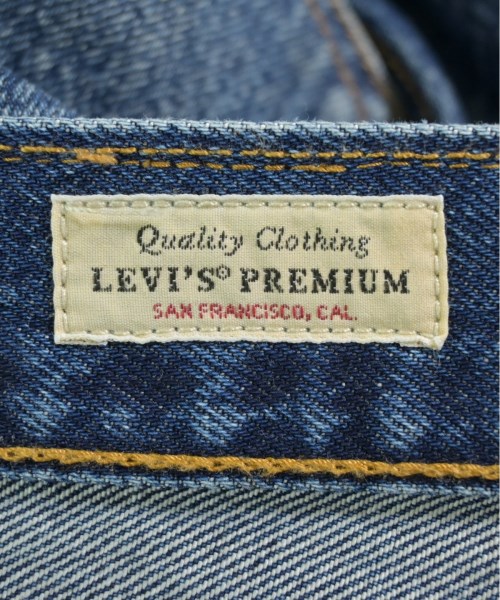 Quality Clothing
LEVI'S® PREMIUM
SAN FRANCISCO, CAL.